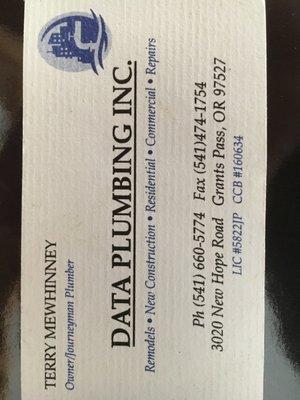 TERRY MEWHINNEY
Owner/Journeyman Plumber
DATA PLUMBING INC.
Remodels • New Construction • Residential • Commercial • Repairs
Ph (541) 660-5774 Fax (541)474-1754
3020 New Hope Road Grants Pass, OR 97527
LIC #5822JP CCB #160634